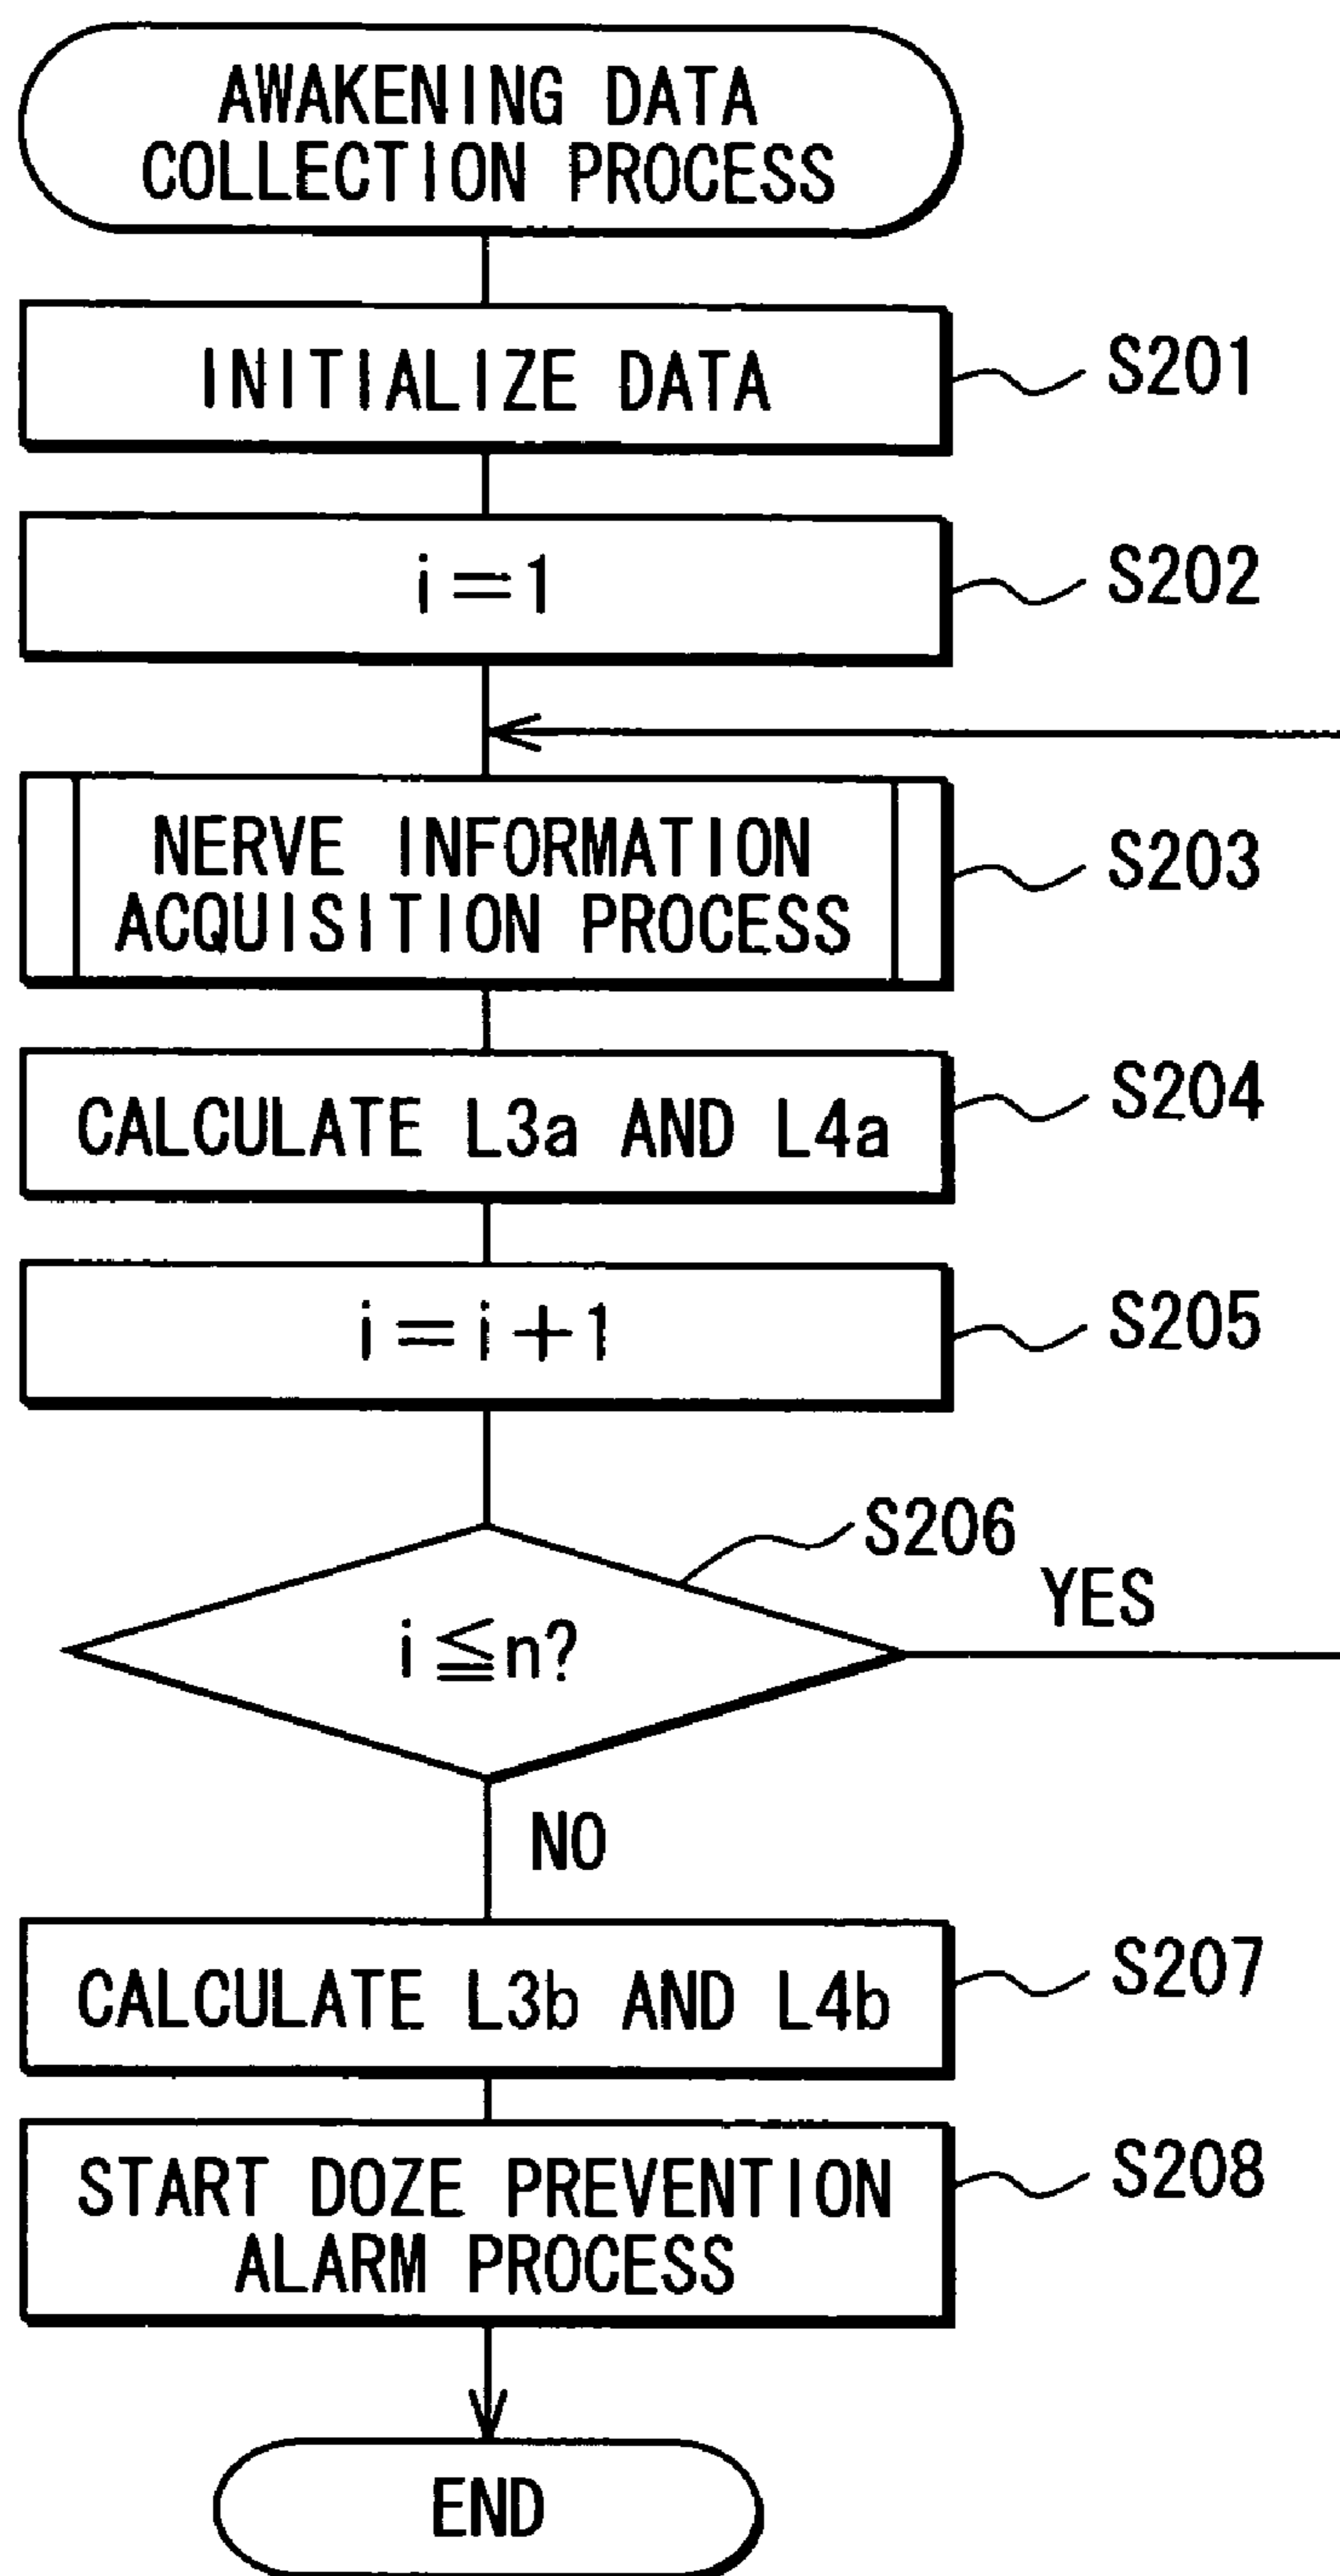 AWAKENING DATA
COLLECTION PROCESS
INITIALIZE DATA
S201
i=1
S202
NERVE INFORMATION
ACQUISITION PROCESS
S203
CALCULATE L3a AND L4a
S204
i=i+1
S205
S206
i≦n?
YES
NO
CALCULATE L3b AND L4b
S207
START DOZE PREVENTION
ALARM PROCESS
S208
END